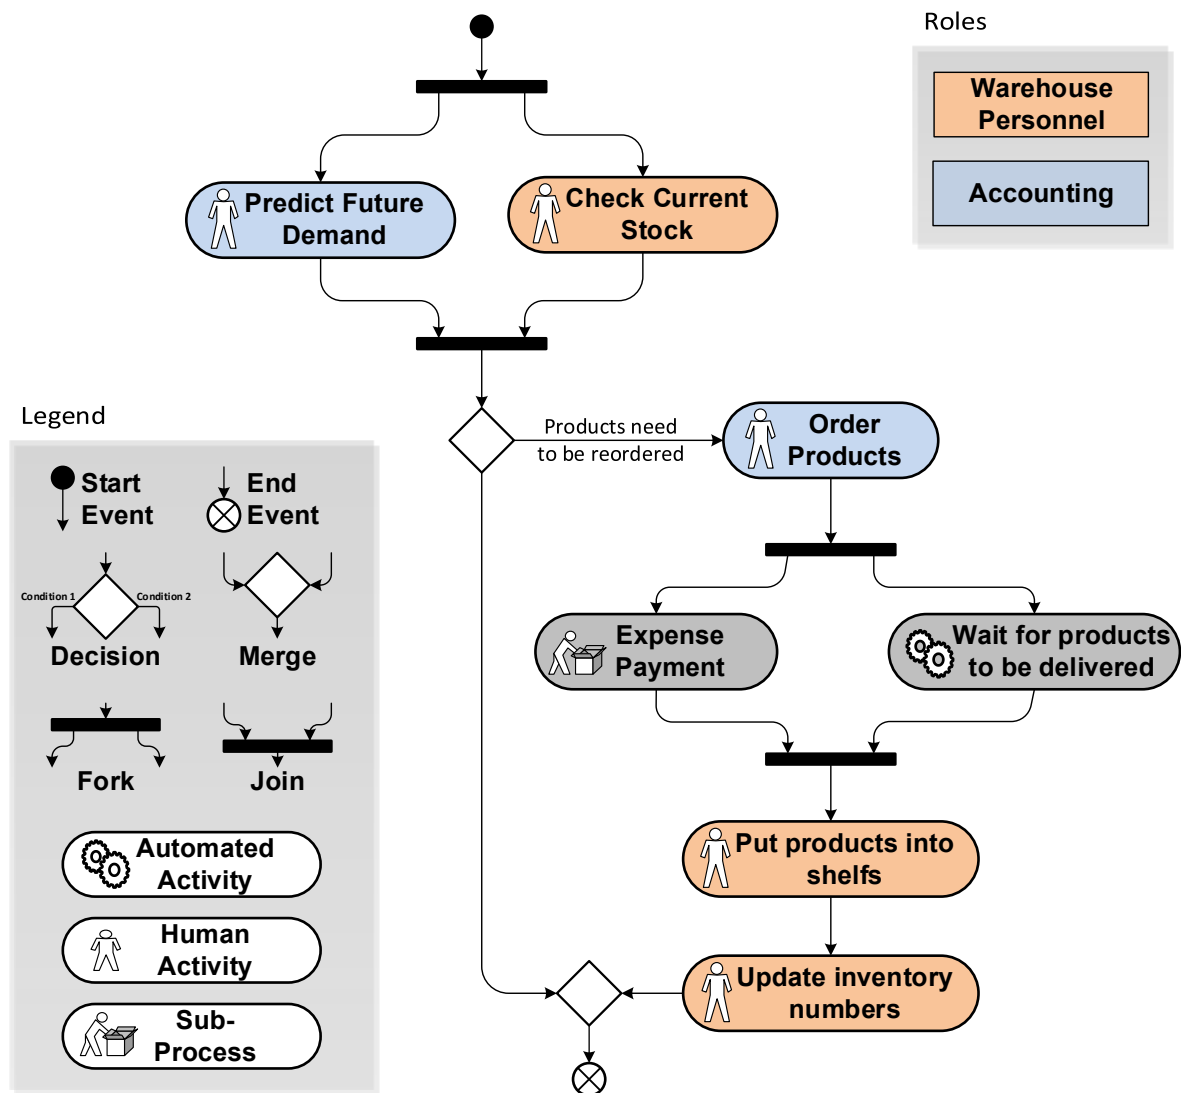 Roles
Warehouse
Personnel
Accounting
Predict Future
Demand
Check Current
Stock
Products need
to be reordered
Order
Products
Expense
Payment
Wait for products
to be delivered
Put products into
shelfs
Update inventory
numbers
Legend
Start
Event
End
Event
Condition 1
Condition 2
Decision
Merge
Fork
Join
Automated
Activity
Human
Activity
Sub-
Process